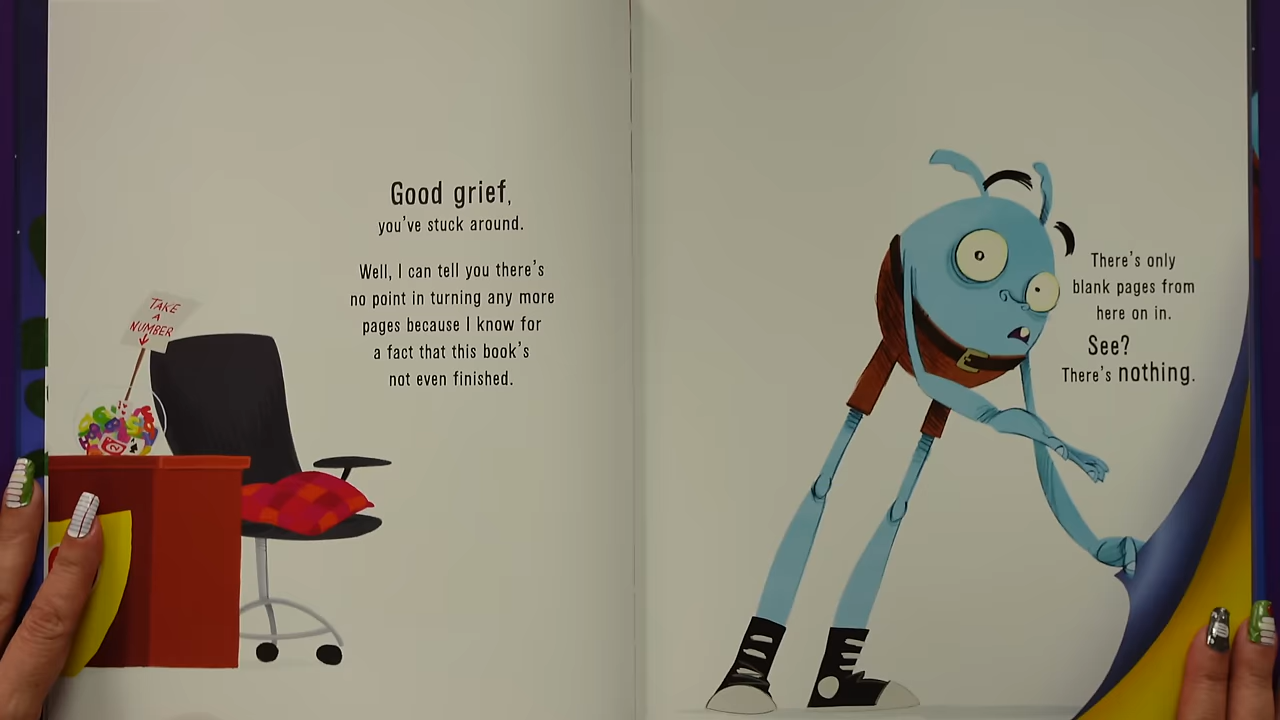 Good grief,
you've stuck around.
Well, I can tell you there's
no point in turning any more
pages because I know for
a fact that this book's
not even finished.
TAKE
A
NUMBER
There's only
blank pages from
here on in.
See?
There's nothing.